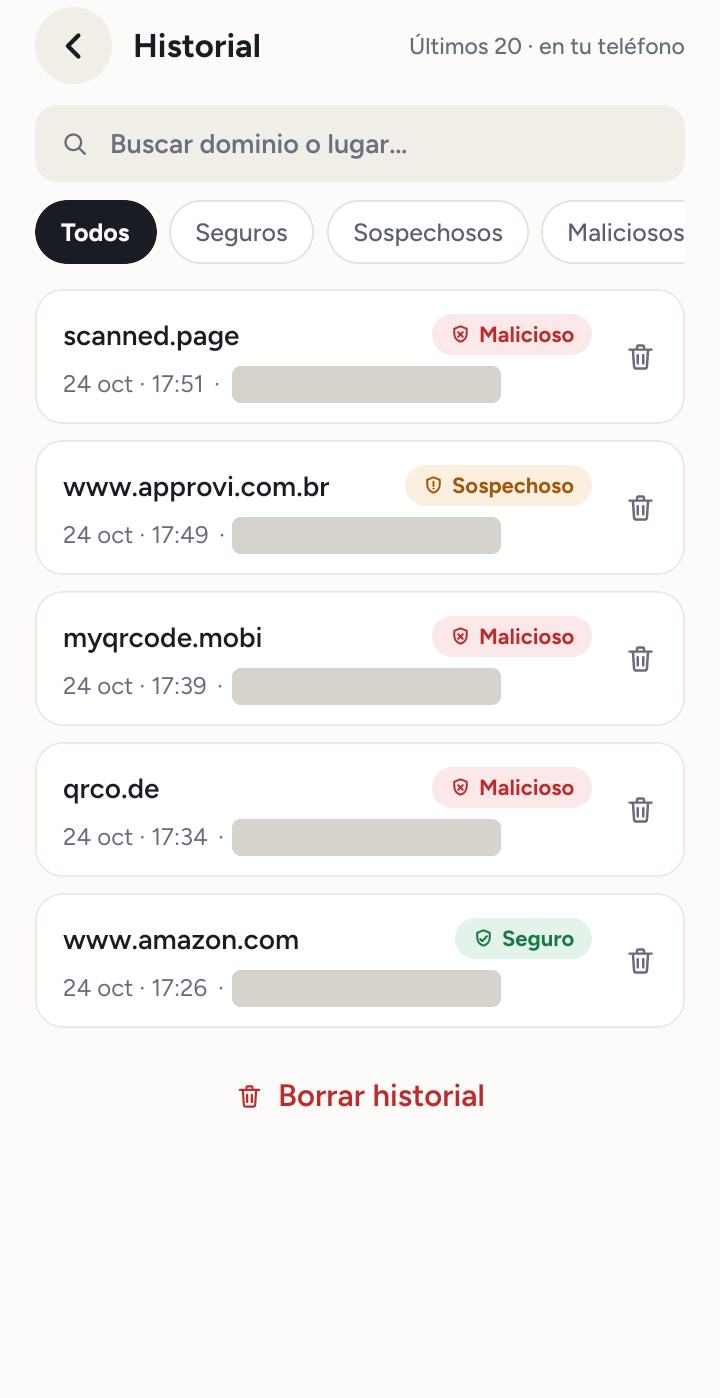 Historial
Últimos 20 · en tu teléfono
Buscar dominio o lugar...
Todos
Seguros
Sospechosos
Maliciosos
scanned.page
Malicioso
24 oct · 17:51 ·
www.approvi.com.br
Sospechoso
24 oct · 17:49 ·
myqrcode.mobi
Malicioso
24 oct · 17:39 ·
qrco.de
Malicioso
24 oct · 17:34 ·
www.amazon.com
Seguro
24 oct · 17:26 ·
Borrar historial